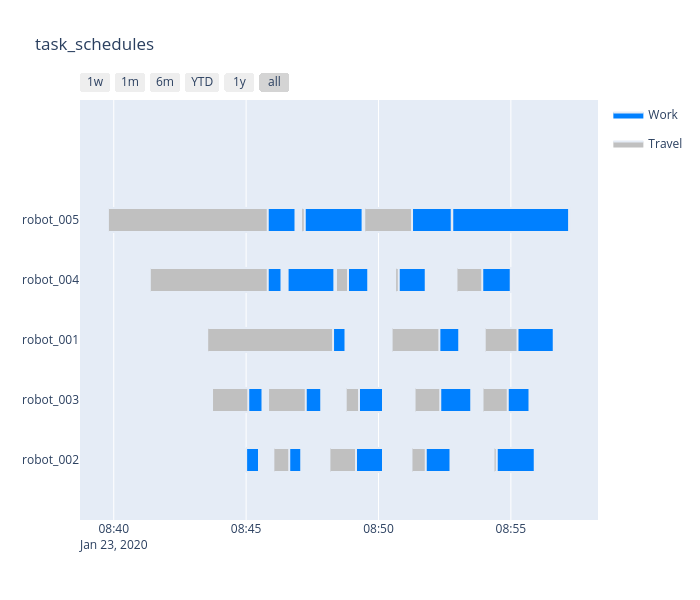 task_schedules
1w 1m 6m YTD 1y all
Work
Travel
robot_005
robot_004
robot_001
robot_003
robot_002
08:40 08:45 08:50 08:55
Jan 23, 2020